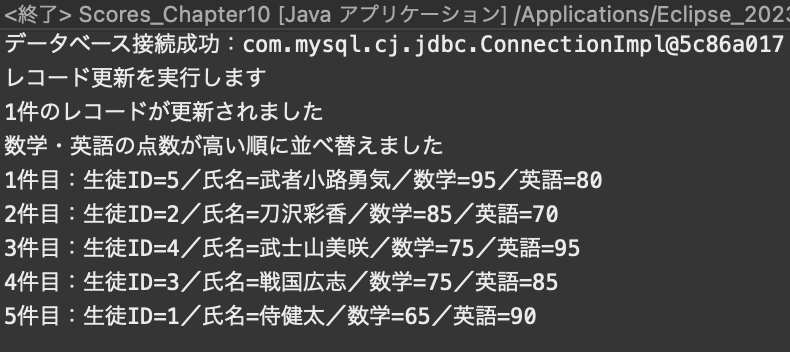 <終了> Scores_Chapter10 [Java アプリケーション] /Applications/Eclipse_202
データベース接続成功：com.mysql.cj.jdbc.ConnectionImpl@5c86a017
レコード更新を実行します
1件のレコードが更新されました
数学・英語の点数が高い順に並べ替えました
1件目：生徒ID=5／氏名=武者小路勇気／数学=95／英語=80
2件目：生徒ID=2／氏名=刀沢彩香／数学=85／英語=70
3件目：生徒ID=4／氏名=武士山美咲／数学=75／英語=95
4件目：生徒ID=3／氏名=戦国広志／数学=75／英語=85
5件目：生徒ID=1／氏名=侍健太／数学=65／英語=90